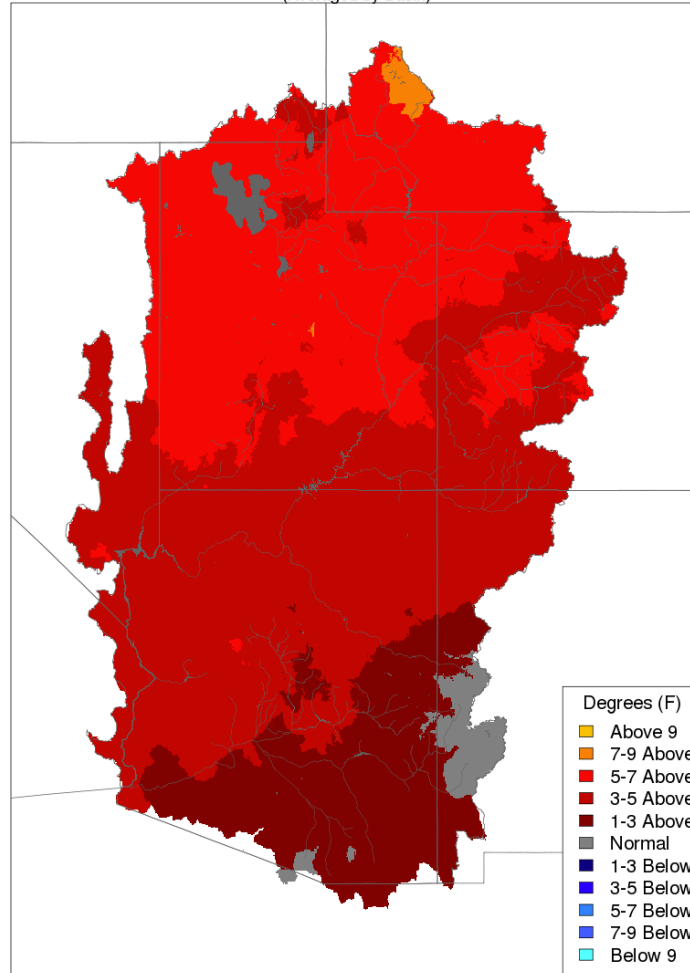 Degrees (F)
Above 9
7-9 Above
5-7 Above
3-5 Above
1-3 Above
Normal
1-3 Below
3-5 Below
5-7 Below
7-9 Below
Below 9